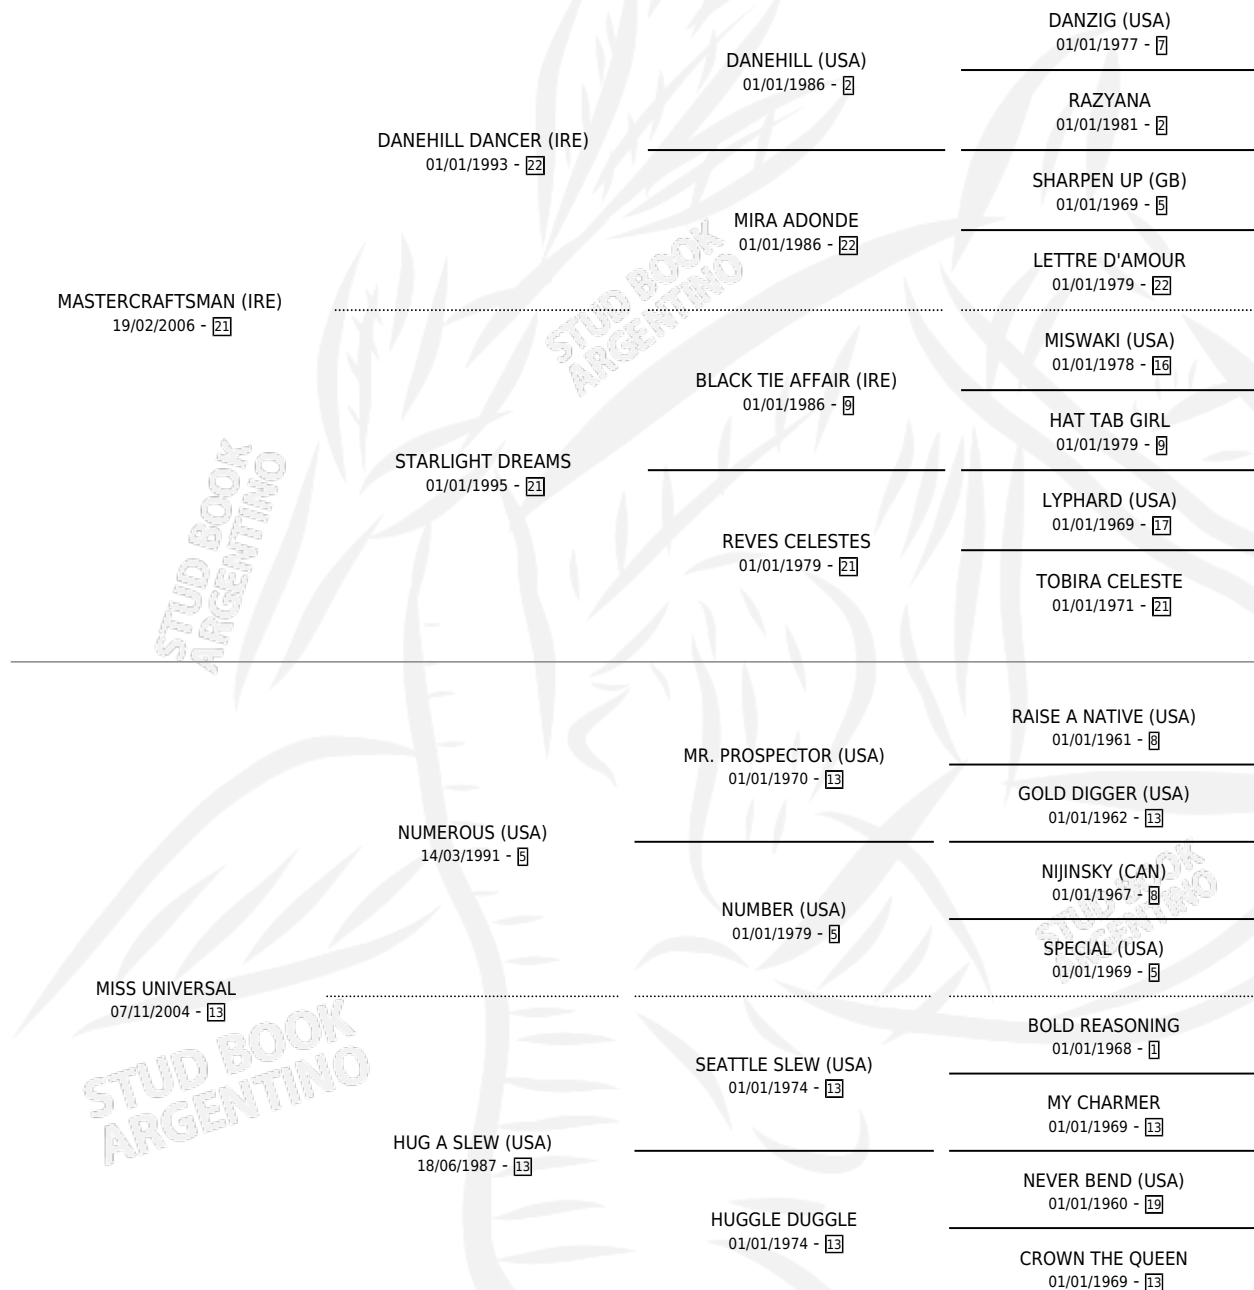 DANZIG (USA)
01/01/1977 - 7
DANEHILL (USA)
01/01/1986 - 2
RAZYANA
01/01/1981 - 2
DANEHILL DANCER (IRE)
01/01/1993 - 22
SHARPEN UP (GB)
01/01/1969 - 5
MIRA ADONDE
01/01/1986 - 22
LETTRE D'AMOUR
01/01/1979 - 22
MASTERCRAFTSMAN (IRE)
19/02/2006 - 21
MISWAKI (USA)
01/01/1978 - 16
BLACK TIE AFFAIR (IRE)
01/01/1986 - 9
HAT TAB GIRL
01/01/1979 - 9
STARLIGHT DREAMS
01/01/1995 - 21
LYPHARD (USA)
01/01/1969 - 17
REVES CELESTES
01/01/1979 - 21
TOBIRA CELESTE
01/01/1971 - 21
RAISE A NATIVE (USA)
01/01/1961 - 8
MR. PROSPECTOR (USA)
01/01/1970 - 13
GOLD DIGGER (USA)
01/01/1962 - 13
NUMEROUS (USA)
14/03/1991 - 5
NIJINSKY (CAN)
01/01/1967 - 8
NUMBER (USA)
01/01/1979 - 5
SPECIAL (USA)
01/01/1969 - 5
MISS UNIVERSAL
07/11/2004 - 13
BOLD REASONING
01/01/1968 - 1
SEATTLE SLEW (USA)
01/01/1974 - 13
MY CHARMER
01/01/1969 - 13
HUG A SLEW (USA)
18/06/1987 - 13
NEVER BEND (USA)
01/01/1960 - 19
HUGGLE DUGGLE
01/01/1974 - 13
CROWN THE QUEEN
01/01/1969 - 13
STUD BOOK
ARGENTINO
STUD BOOK
ARGENTINO
STUD BOOK
ARGENTINO
STUD BOOK
ARGENTINO